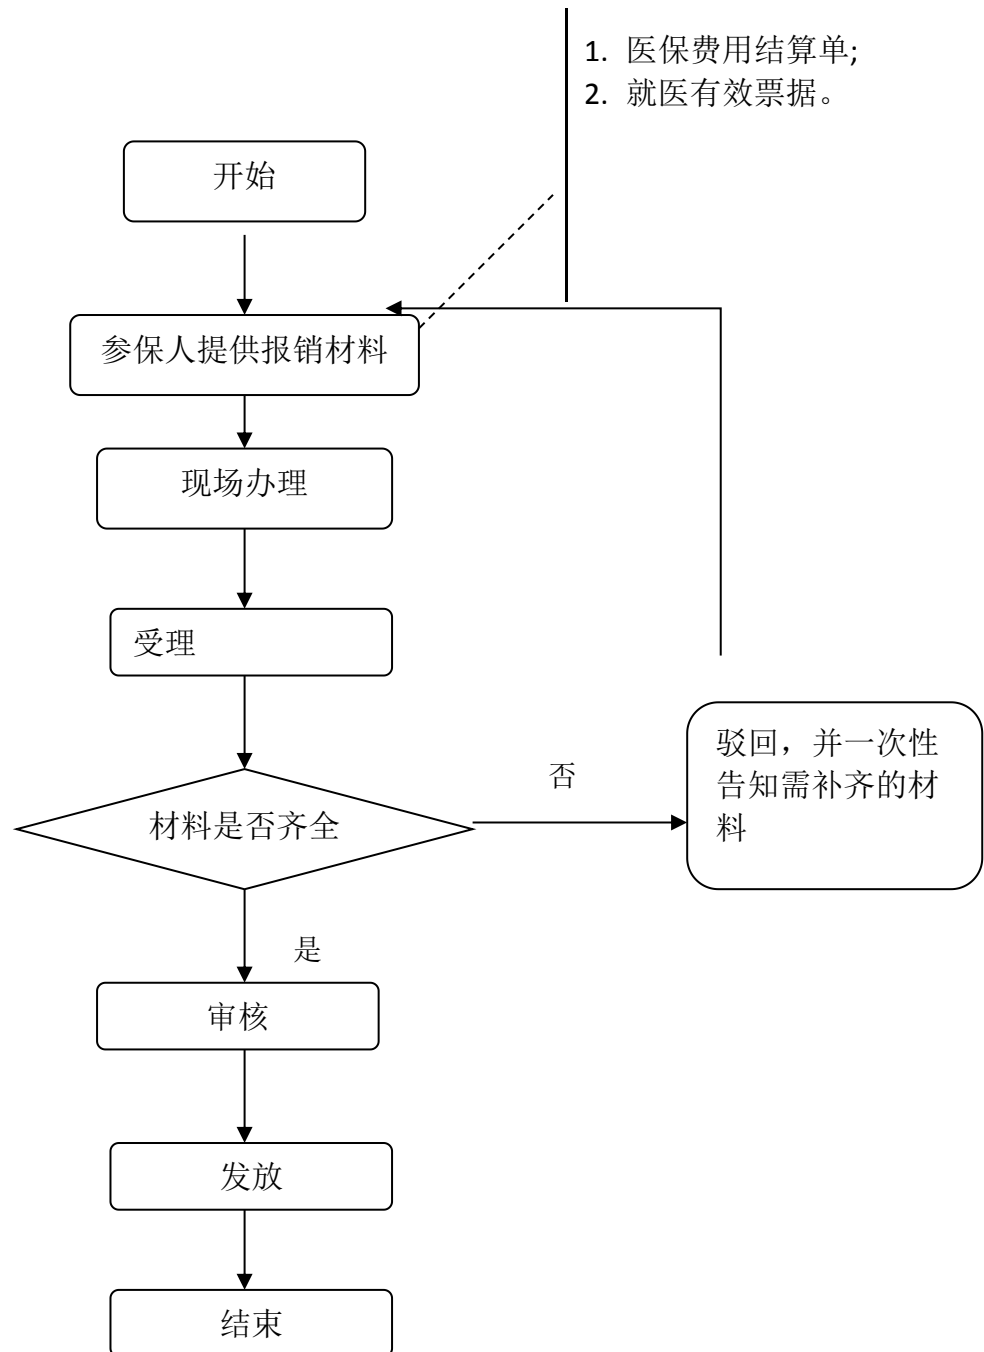 1. 医保费用结算单;
2. 就医有效票据。
开始
参保人提供报销材料
现场办理
受理
材料是否齐全
否
驳回，并一次性
告知需补齐的材
料
是
审核
发放
结束